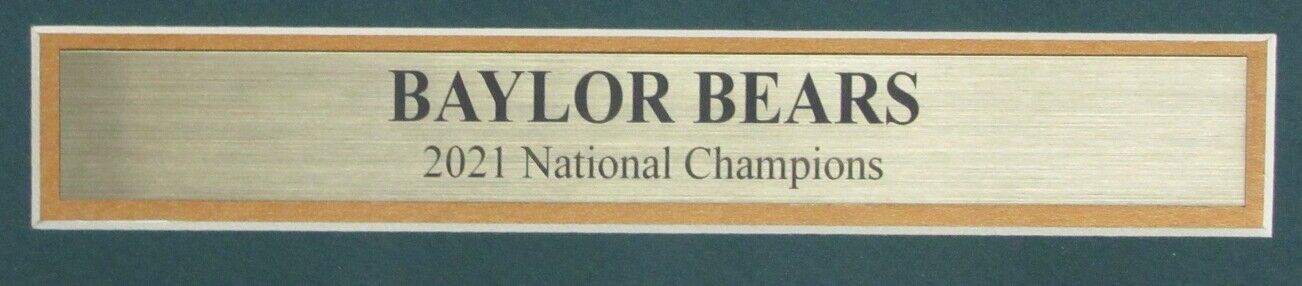 BAYLOR BEARS
2021 National Champions